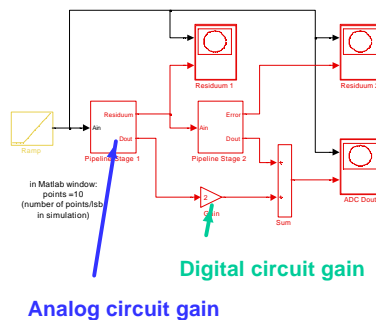 Residuum 1
Residuum 2
Residuum
Ain
Dout
Error
Ain
Dout
Ramp
Pipeline Stage 1
Pipeline Stage 2
in Matlab window:
points =10
(number of points/lsb
in simulation)
2
Gain
+
+
Sum
ADC Dout
Digital circuit gain
Analog circuit gain